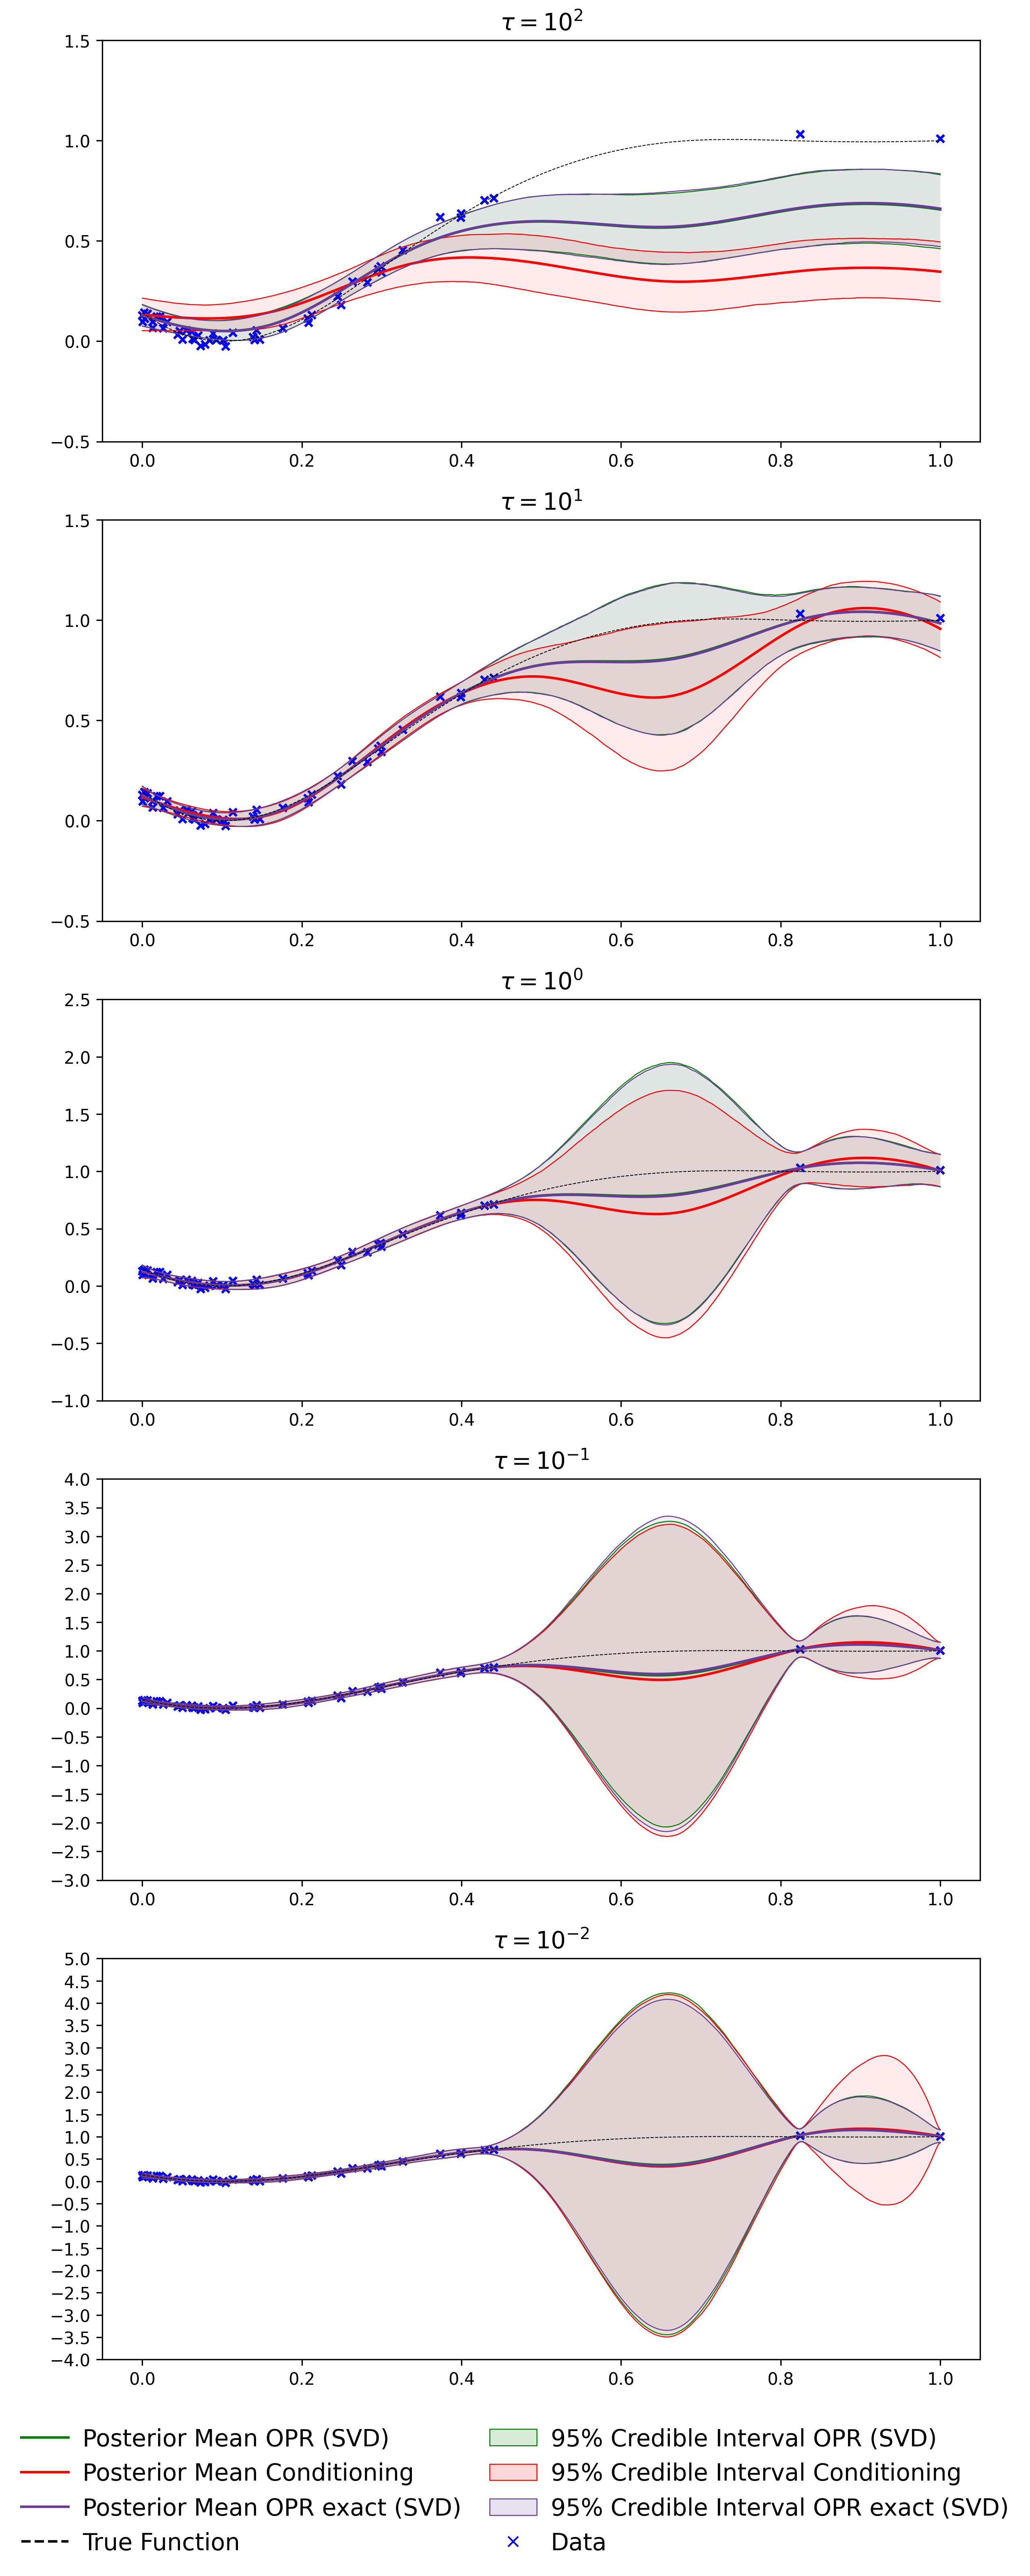 τ = 10²
1.5
1.0
0.5
0.0
−0.5
0.0 0.2 0.4 0.6 0.8 1.0
τ = 10¹
1.5
1.0
0.5
0.0
−0.5
0.0 0.2 0.4 0.6 0.8 1.0
τ = 10⁰
2.5
2.0
1.5
1.0
0.5
0.0
−0.5
−1.0
0.0 0.2 0.4 0.6 0.8 1.0
τ = 10⁻¹
4.0
3.5
3.0
2.5
2.0
1.5
1.0
0.5
0.0
−0.5
−1.0
−1.5
−2.0
−2.5
−3.0
0.0 0.2 0.4 0.6 0.8 1.0
τ = 10⁻²
5.0
4.5
4.0
3.5
3.0
2.5
2.0
1.5
1.0
0.5
0.0
−0.5
−1.0
−1.5
−2.0
−2.5
−3.0
−3.5
−4.0
0.0 0.2 0.4 0.6 0.8 1.0
Posterior Mean OPR (SVD)
Posterior Mean Conditioning
Posterior Mean OPR exact (SVD)
True Function
95% Credible Interval OPR (SVD)
95% Credible Interval Conditioning
95% Credible Interval OPR exact (SVD)
Data